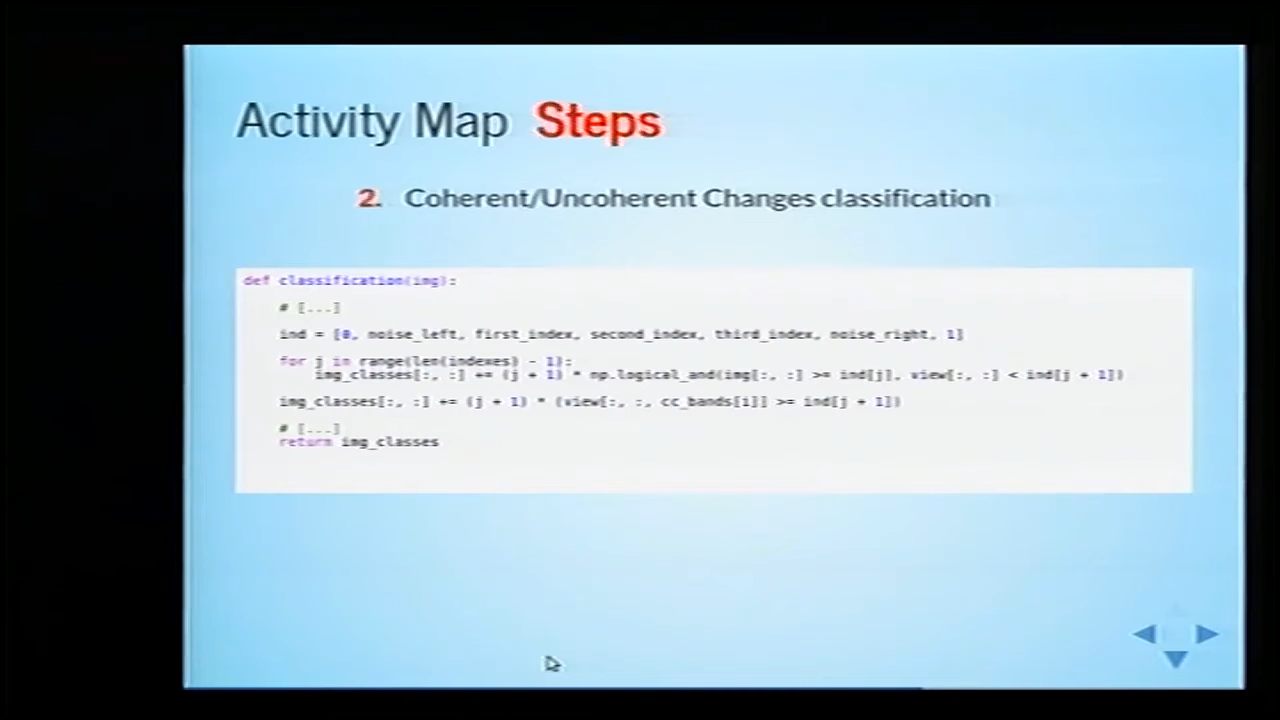 Activity Map Steps
2. Coherent/Uncoherent Changes classification
def classification(img):
# [...]
ind = [0, noise_left, first_index, second_index, third_index, noise_right, 1]
for j in range(len(indexes) - 1):
img_classes[:, :] += (j + 1) * np.logical_and(img[:, :] >= ind[j], view[:, :] < ind[j + 1])
img_classes[:, :] += (j + 1) * (view[:, :, cc_bands[i]] >= ind[j + 1])
# [...]
return img_classes